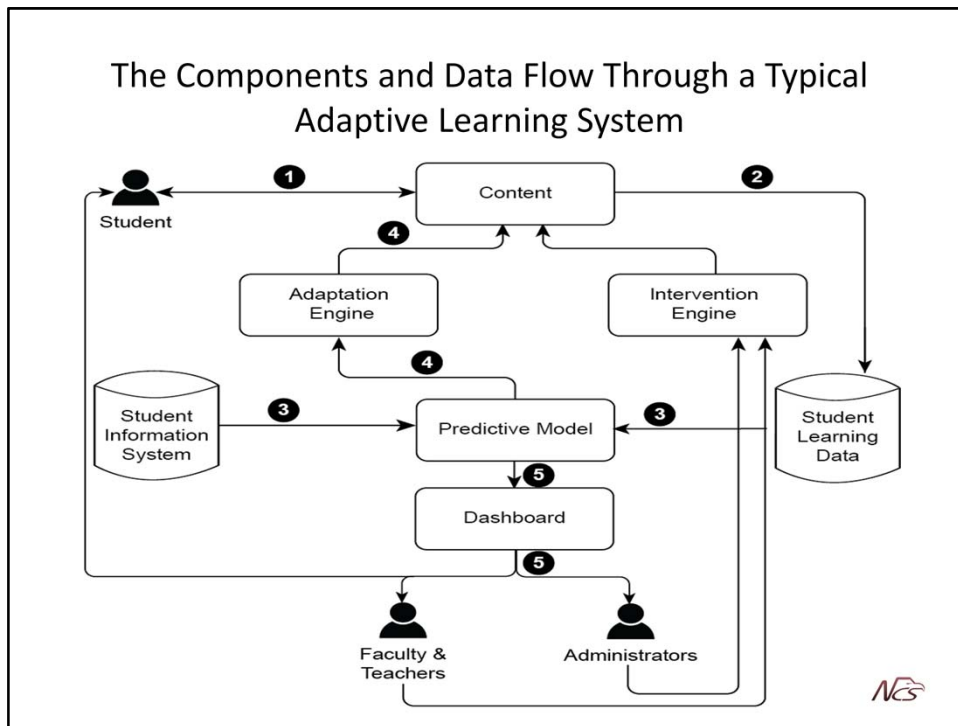 The Components and Data Flow Through a Typical
Adaptive Learning System
1
2
Student
Content
4
Adaptation
Engine
Intervention
Engine
4
Student
Information
System
3
Predictive Model
3
Student
Learning
Data
5
Dashboard
5
Faculty &
Teachers
Administrators
NCS